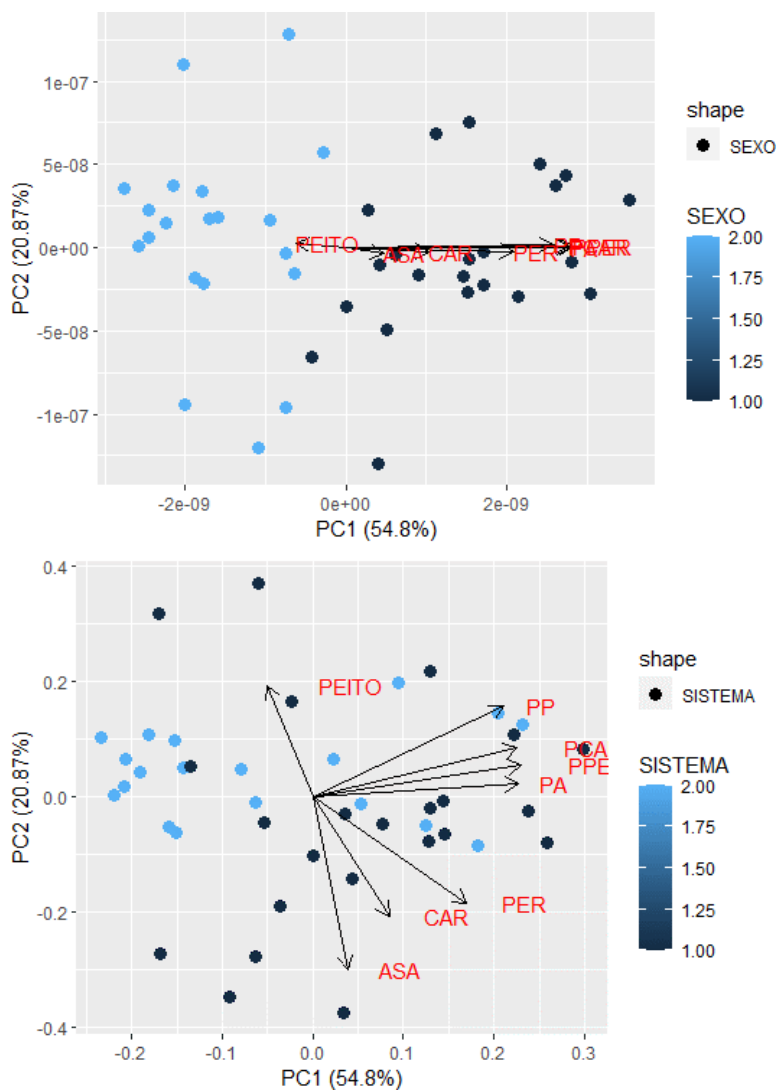 1e-07
5e-08
0e+00
-5e-08
-1e-07
PC2 (20.87%)
PEITO
ASA
CAR
PER
-2e-09
0e+00
2e-09
PC1 (54.8%)
shape
SEXO
SEXO
2.00
1.75
1.50
1.25
1.00
0.4
0.2
0.0
-0.2
-0.4
PC2 (20.87%)
PEITO
PP
PCA
PPE
PA
PER
CAR
ASA
-0.2
-0.1
0.0
0.1
0.2
0.3
PC1 (54.8%)
shape
SISTEMA
SISTEMA
2.00
1.75
1.50
1.25
1.00